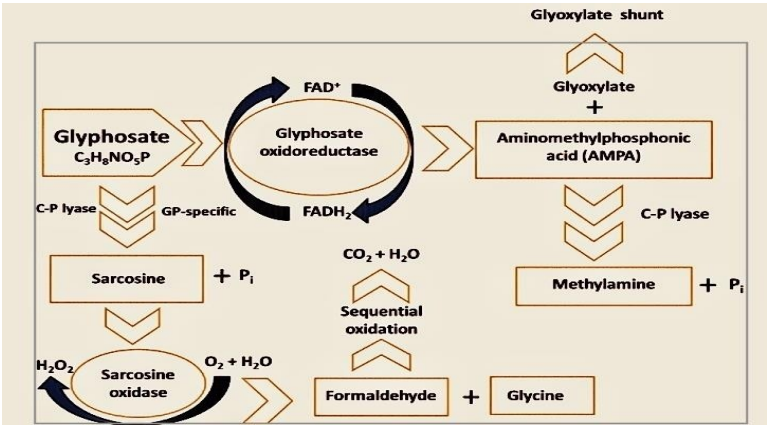 Glyoxylate shunt
Glyoxylate
+
FAD⁺
Glyphosate
C₃H₈NO₅P
Glyphosate
oxidoreductase
Aminomethylphosphonic
acid (AMPA)
C-P lyase
GP-specific
FADH₂
C-P lyase
CO₂ + H₂O
Sarcosine
+ Pᵢ
Methylamine
+ Pᵢ
Sequential
oxidation
H₂O₂
O₂ + H₂O
Sarcosine
oxidase
Formaldehyde
+
Glycine